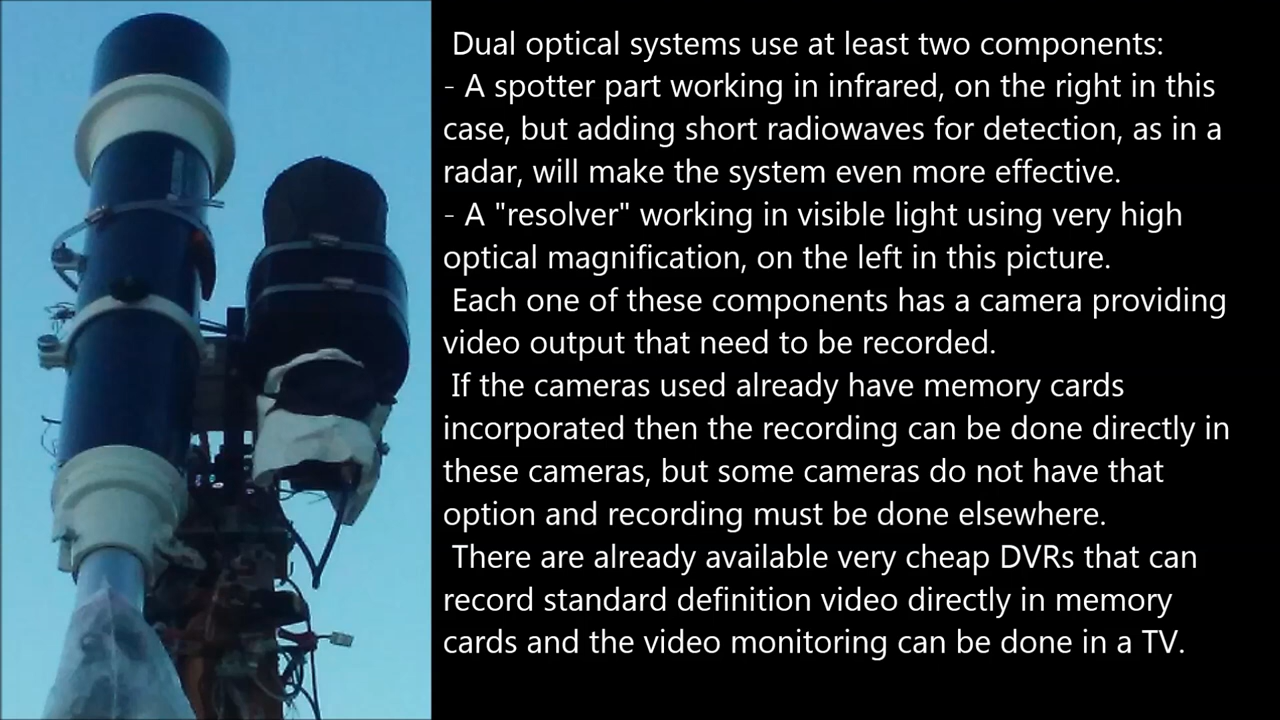 Dual optical systems use at least two components:
- A spotter part working in infrared, on the right in this
case, but adding short radiowaves for detection, as in a
radar, will make the system even more effective.
- A "resolver" working in visible light using very high
optical magnification, on the left in this picture.
Each one of these components has a camera providing
video output that need to be recorded.
If the cameras used already have memory cards
incorporated then the recording can be done directly in
these cameras, but some cameras do not have that
option and recording must be done elsewhere.
There are already available very cheap DVRs that can
record standard definition video directly in memory
cards and the video monitoring can be done in a TV.